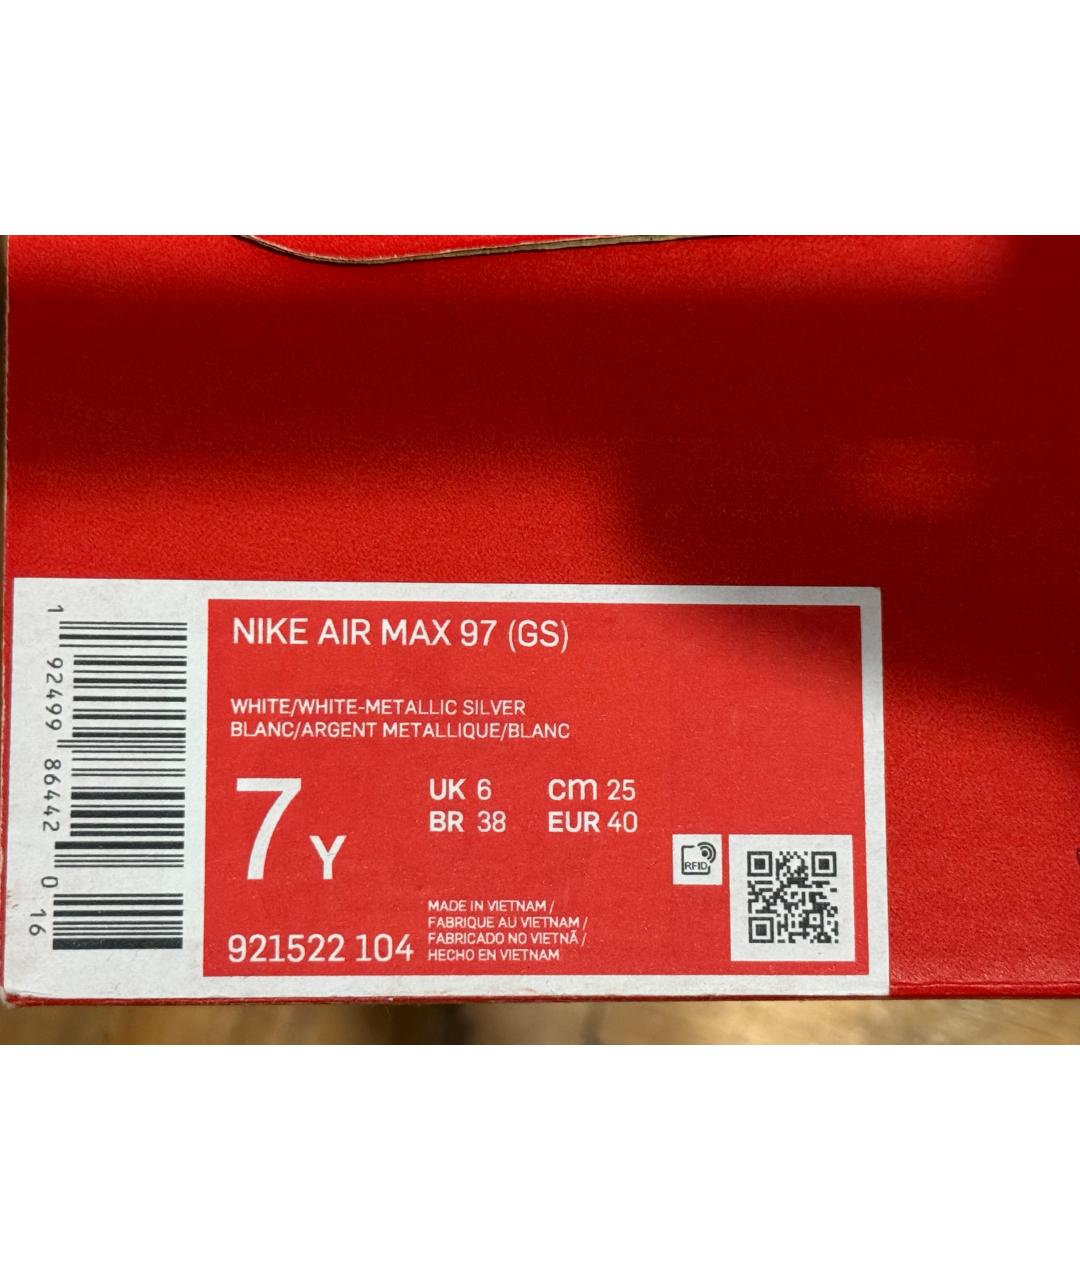 NIKE AIR MAX 97 (GS)
WHITE/WHITE-METALLIC SILVER
BLANC/ARGENT METALLIQUE/BLANC
7 Y
UK 6 cm 25
BR 38 EUR 40
RFID
MADE IN VIETNAM /
FABRIQUE AU VIETNAM /
FABRICADO NO VIETNÃ /
HECHO EN VIETNAM
921522 104
1 92499 86442 0 16